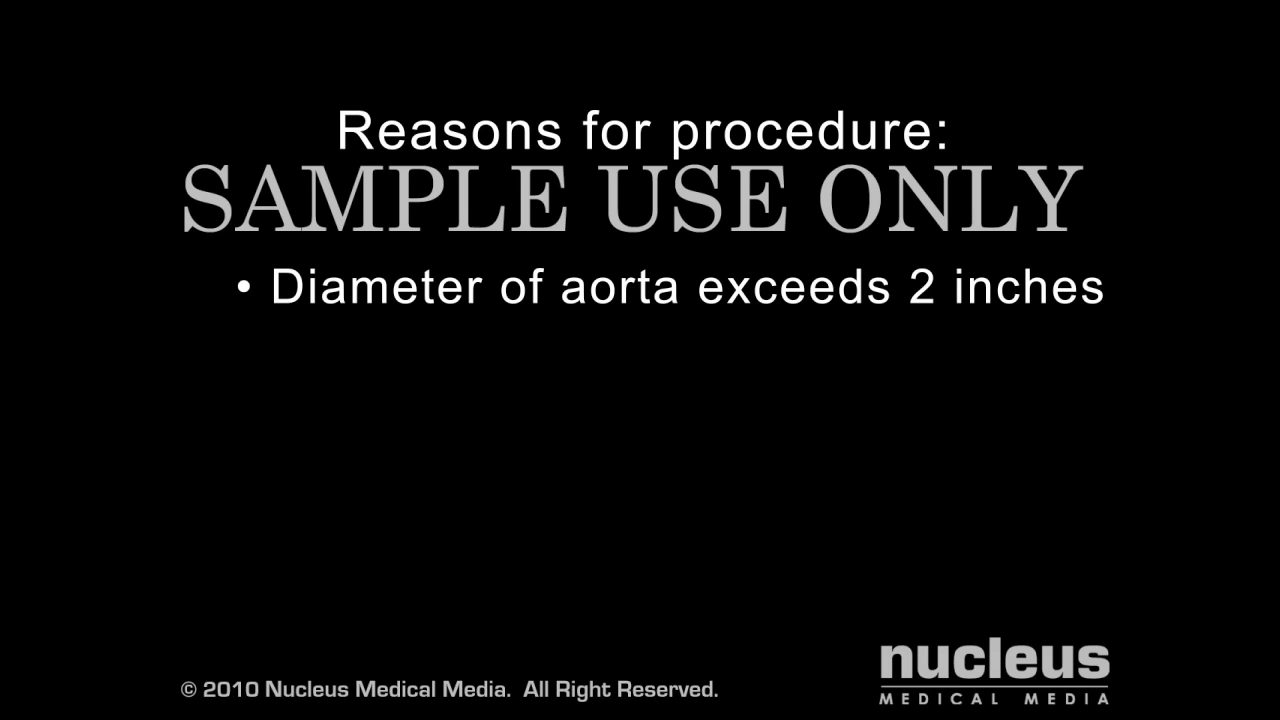 Reasons for procedure:
SAMPLE USE ONLY
• Diameter of aorta exceeds 2 inches
nucleus
MEDICAL MEDIA
© 2010 Nucleus Medical Media. All Right Reserved.